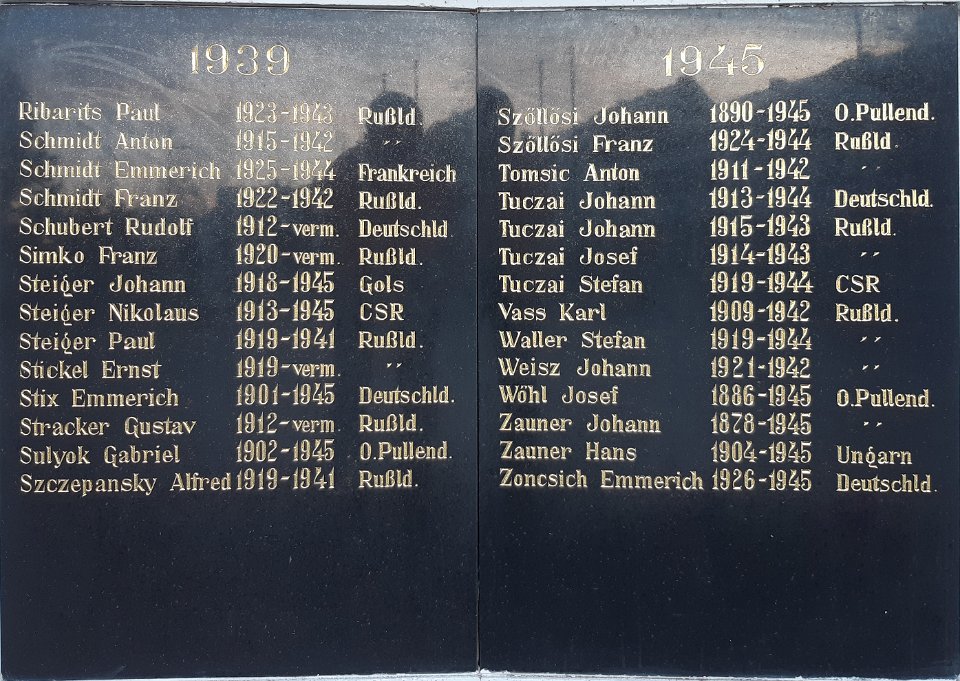 1939
Ribarits Paul 1923-1943 Rußld
Schmidt Anton 1915-1942 ״
Schmidt Emmerich 1925-1944 Frankreich
Schmidt Franz 1922-1942 Rußld.
Schubert Rudolf 1912-verm. Deutschld.
Simko Franz 1920-verm. Rußld.
Steiger Johann 1918-1945 Gols
Steiger Nikolaus 1913-1945 CSR
Steiger Paul 1919-1941 Rußld.
Stickel Ernst 1919-verm. ״
Stix Emmerich 1901-1945 Deutschld.
Stracker Gustav 1912-verm. Rußld.
Sulyok Gabriel 1902-1945 O.Pullend.
Szczepansky Alfred 1919-1941 Rußld.
1945
Szöllösi Johann 1890-1945 O.Pullend.
Szöllösi Franz 1924-1944 Rußld.
Tomsic Anton 1911-1942 ״
Tuczai Johann 1913-1944 Deutschld.
Tuczai Johann 1915-1943 Rußld.
Tuczai Josef 1914-1943 ״
Tuczai Stefan 1919-1944 CSR
Vass Karl 1909-1942 Rußld.
Waller Stefan 1919-1944 ״
Weisz Johann 1921-1942 ״
Wöhl Josef 1886-1945 O.Pullend.
Zauner Johann 1878-1945 ״
Zauner Hans 1904-1945 Ungarn
Zoncsich Emmerich 1926-1945 Deutschld.